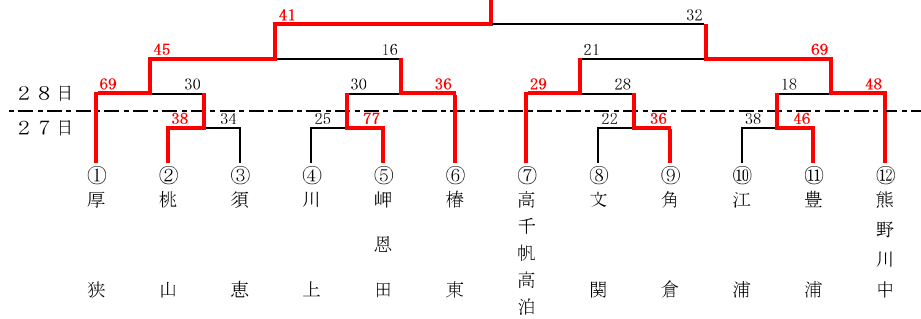 41 32
45 16 21 69
69 30 30 36 29 28 18 48
28日
27日
38 34 25 77 22 36 38 46
① ② ③ ④ ⑤ ⑥ ⑦ ⑧ ⑨ ⑩ ⑪ ⑫
厚狭
桃山
須恵
川上
岬恩田
椿東
高千帆高泊
文関
角倉
江浦
豊浦
熊野川中